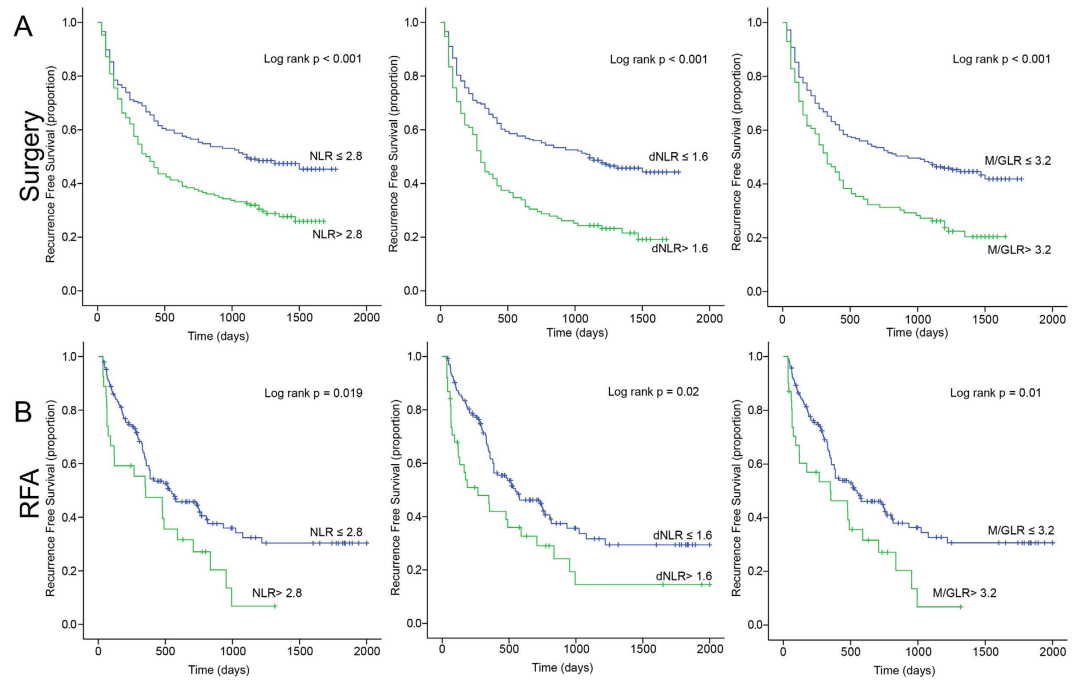 A
Surgery
Recurrence Free Survival (proportion)
1.0
0.8
0.6
0.4
0.2
0.0
Log rank p < 0.001
NLR ≤ 2.8
NLR> 2.8
0 500 1000 1500 2000
Time (days)
Recurrence Free Survival (proportion)
1.0
0.8
0.6
0.4
0.2
0.0
Log rank p < 0.001
dNLR ≤ 1.6
dNLR> 1.6
0 500 1000 1500 2000
Time (days)
Recurrence Free Survival (proportion)
1.0
0.8
0.6
0.4
0.2
0.0
Log rank p < 0.001
M/GLR ≤ 3.2
M/GLR> 3.2
0 500 1000 1500 2000
Time (days)
B
RFA
Recurrence Free Survival (proportion)
1.0
0.8
0.6
0.4
0.2
0.0
Log rank p = 0.019
NLR ≤ 2.8
NLR> 2.8
0 500 1000 1500 2000
Time (days)
Recurrence Free Survival (proportion)
1.0
0.8
0.6
0.4
0.2
0.0
Log rank p = 0.02
dNLR ≤ 1.6
dNLR> 1.6
0 500 1000 1500 2000
Time (days)
Recurrence Free Survival (proportion)
1.0
0.8
0.6
0.4
0.2
0.0
Log rank p = 0.01
M/GLR ≤ 3.2
M/GLR> 3.2
0 500 1000 1500 2000
Time (days)